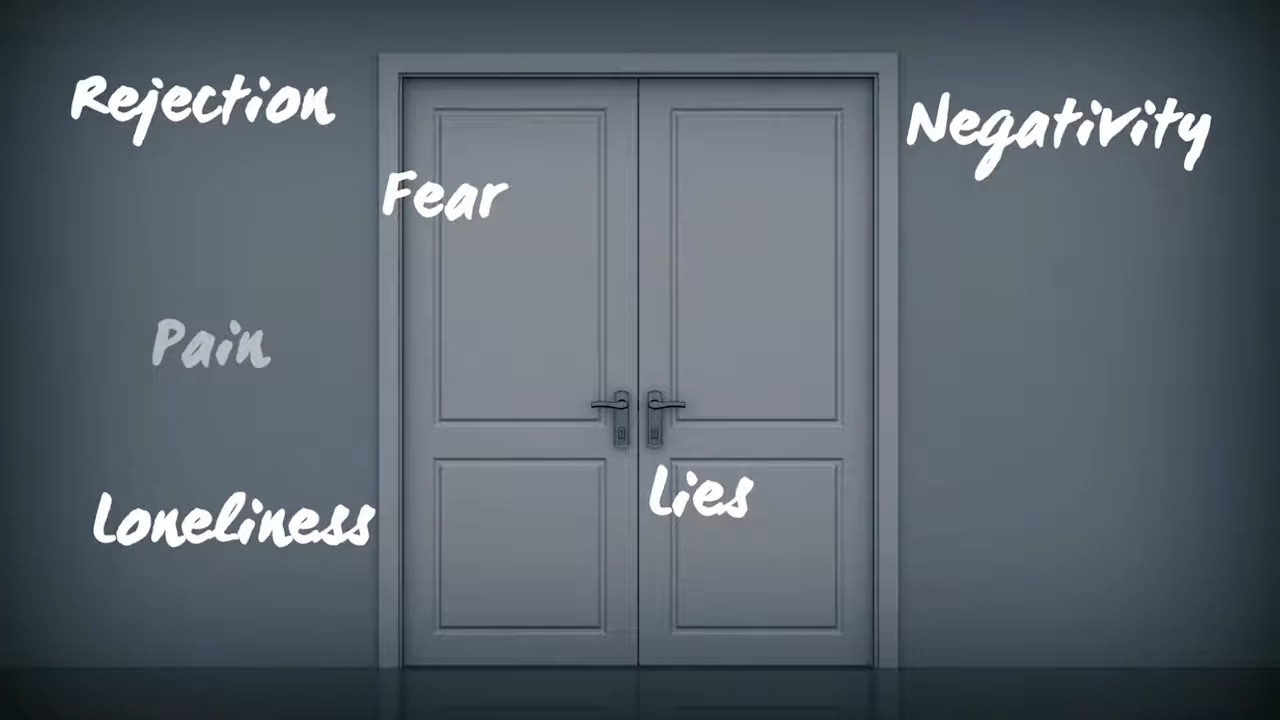 Rejection
Negativity
Fear
Pain
Lies
Loneliness